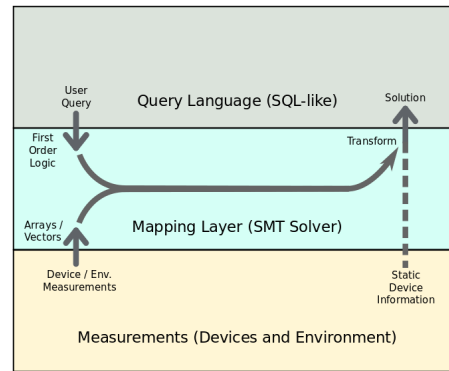 User
Query
Query Language (SQL-like)
Solution
First
Order
Logic
Transform
Arrays /
Vectors
Mapping Layer (SMT Solver)
Device / Env.
Measurements
Static
Device
Information
Measurements (Devices and Environment)